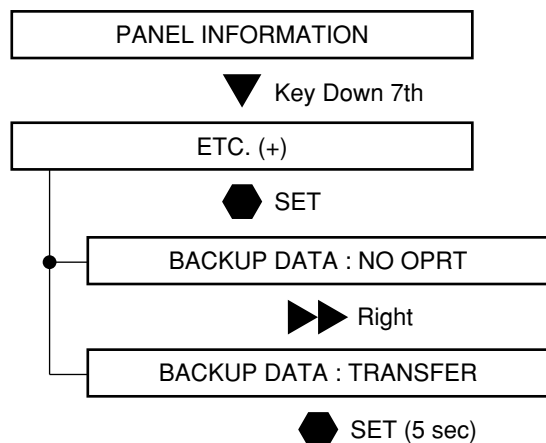 PANEL INFORMATION
Key Down 7th
ETC. (+)
SET
BACKUP DATA : NO OPRT
Right
BACKUP DATA : TRANSFER
SET (5 sec)